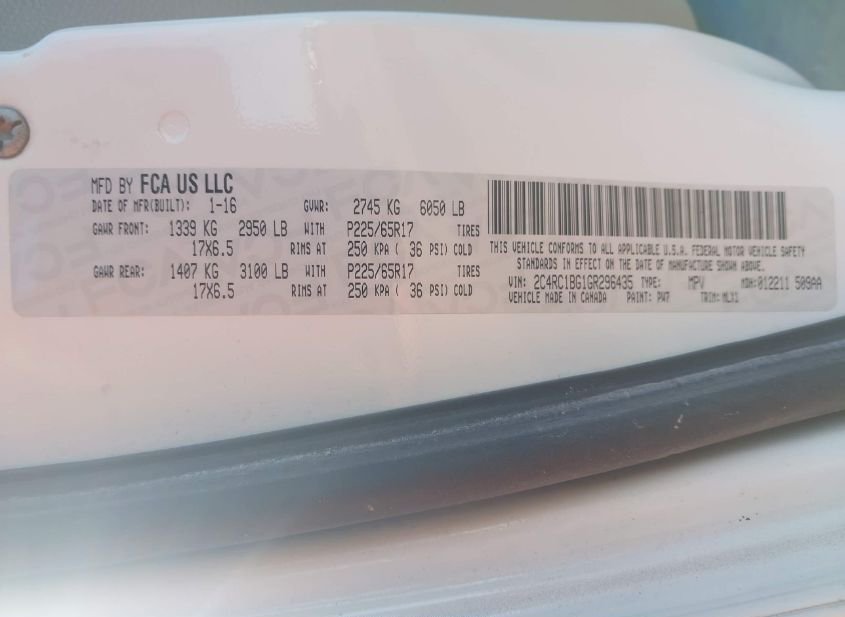 MFD BY FCA US LLC
DATE OF MFR(BUILT): 1-16 GVWR: 2745 KG 6050 LB
GAWR FRONT: 1339 KG 2950 LB WITH P225/65R17 TIRES
17X6.5 RIMS AT 250 KPA ( 36 PSI) COLD
GAWR REAR: 1407 KG 3100 LB WITH P225/65R17 TIRES
17X6.5 RIMS AT 250 KPA ( 36 PSI) COLD
THIS VEHICLE CONFORMS TO ALL APPLICABLE U.S.A. FEDERAL MOTOR VEHICLE SAFETY
STANDARDS IN EFFECT ON THE DATE OF MANUFACTURE SHOWN ABOVE.
VIN: 2C4RC1BG1GR296435 TYPE: MPV MDH: 012211 509AA
VEHICLE MADE IN CANADA PAINT: PW7 TRIM: